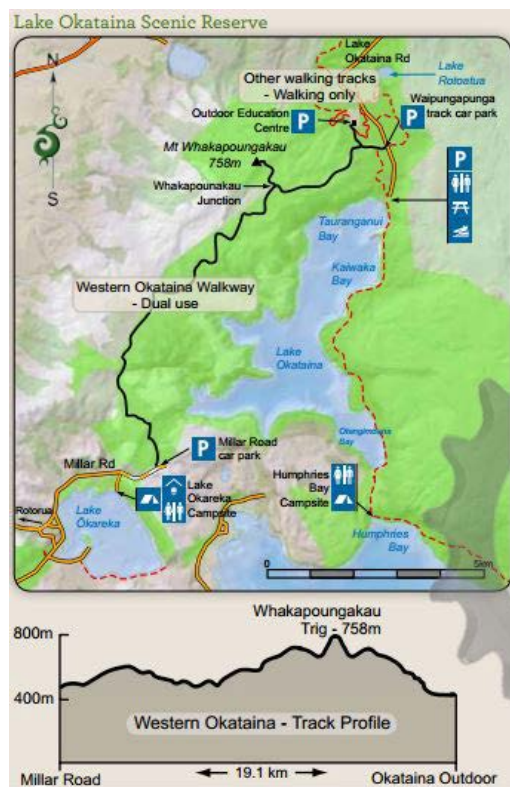 Lake Okataina Scenic Reserve
N
S
Lake
Okataina Rd
Lake
Rotoatua
Other walking tracks
- Walking only
Outdoor Education
Centre
P
P
Waipungapunga
track car park
Mt Whakapoungakau
758m
Whakapounakau
Junction
P
Tauranganui
Bay
Kaiwaka
Bay
Western Okataina Walkway
- Dual use
Lake
Okataina
Otangimoana
Bay
P
Millar Road
car park
Millar Rd
Lake
Okareka
Campsite
Humphries
Bay
Campsite
Rotorua
Lake
Ōkareka
Humphries
Bay
0
5km
Whakapoungakau
Trig - 758m
800m
400m
Western Okataina - Track Profile
Millar Road
19.1 km
Okataina Outdoor